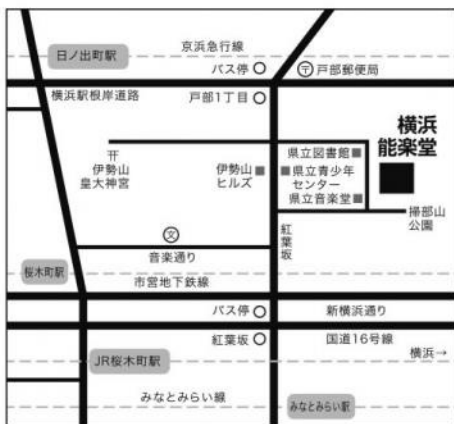 京浜急行線
日ノ出町駅
バス停
〒
戸部郵便局
横浜駅根岸道路
戸部1丁目
横浜
能楽堂
県立図書館
伊勢山
皇大神宮
伊勢山
ヒルズ
県立青少年
センター
県立音楽堂
掃部山
公園
紅葉坂
文
音楽通り
桜木町駅
市営地下鉄線
バス停
新横浜通り
紅葉坂
国道16号線
横浜→
JR桜木町駅
みなとみらい線
みなとみらい駅